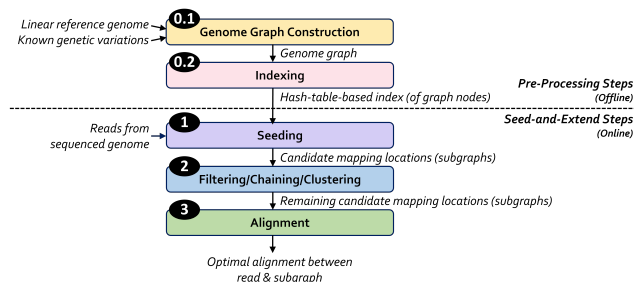 Linear reference genome
Known genetic variations
0.1
Genome Graph Construction
Genome graph
0.2
Indexing
Pre-Processing Steps
(Offline)
Hash-table-based index (of graph nodes)
Seed-and-Extend Steps
(Online)
Reads from
sequenced genome
1
Seeding
Candidate mapping locations (subgraphs)
2
Filtering/Chaining/Clustering
Remaining candidate mapping locations (subgraphs)
3
Alignment
Optimal alignment between
read & subgraph